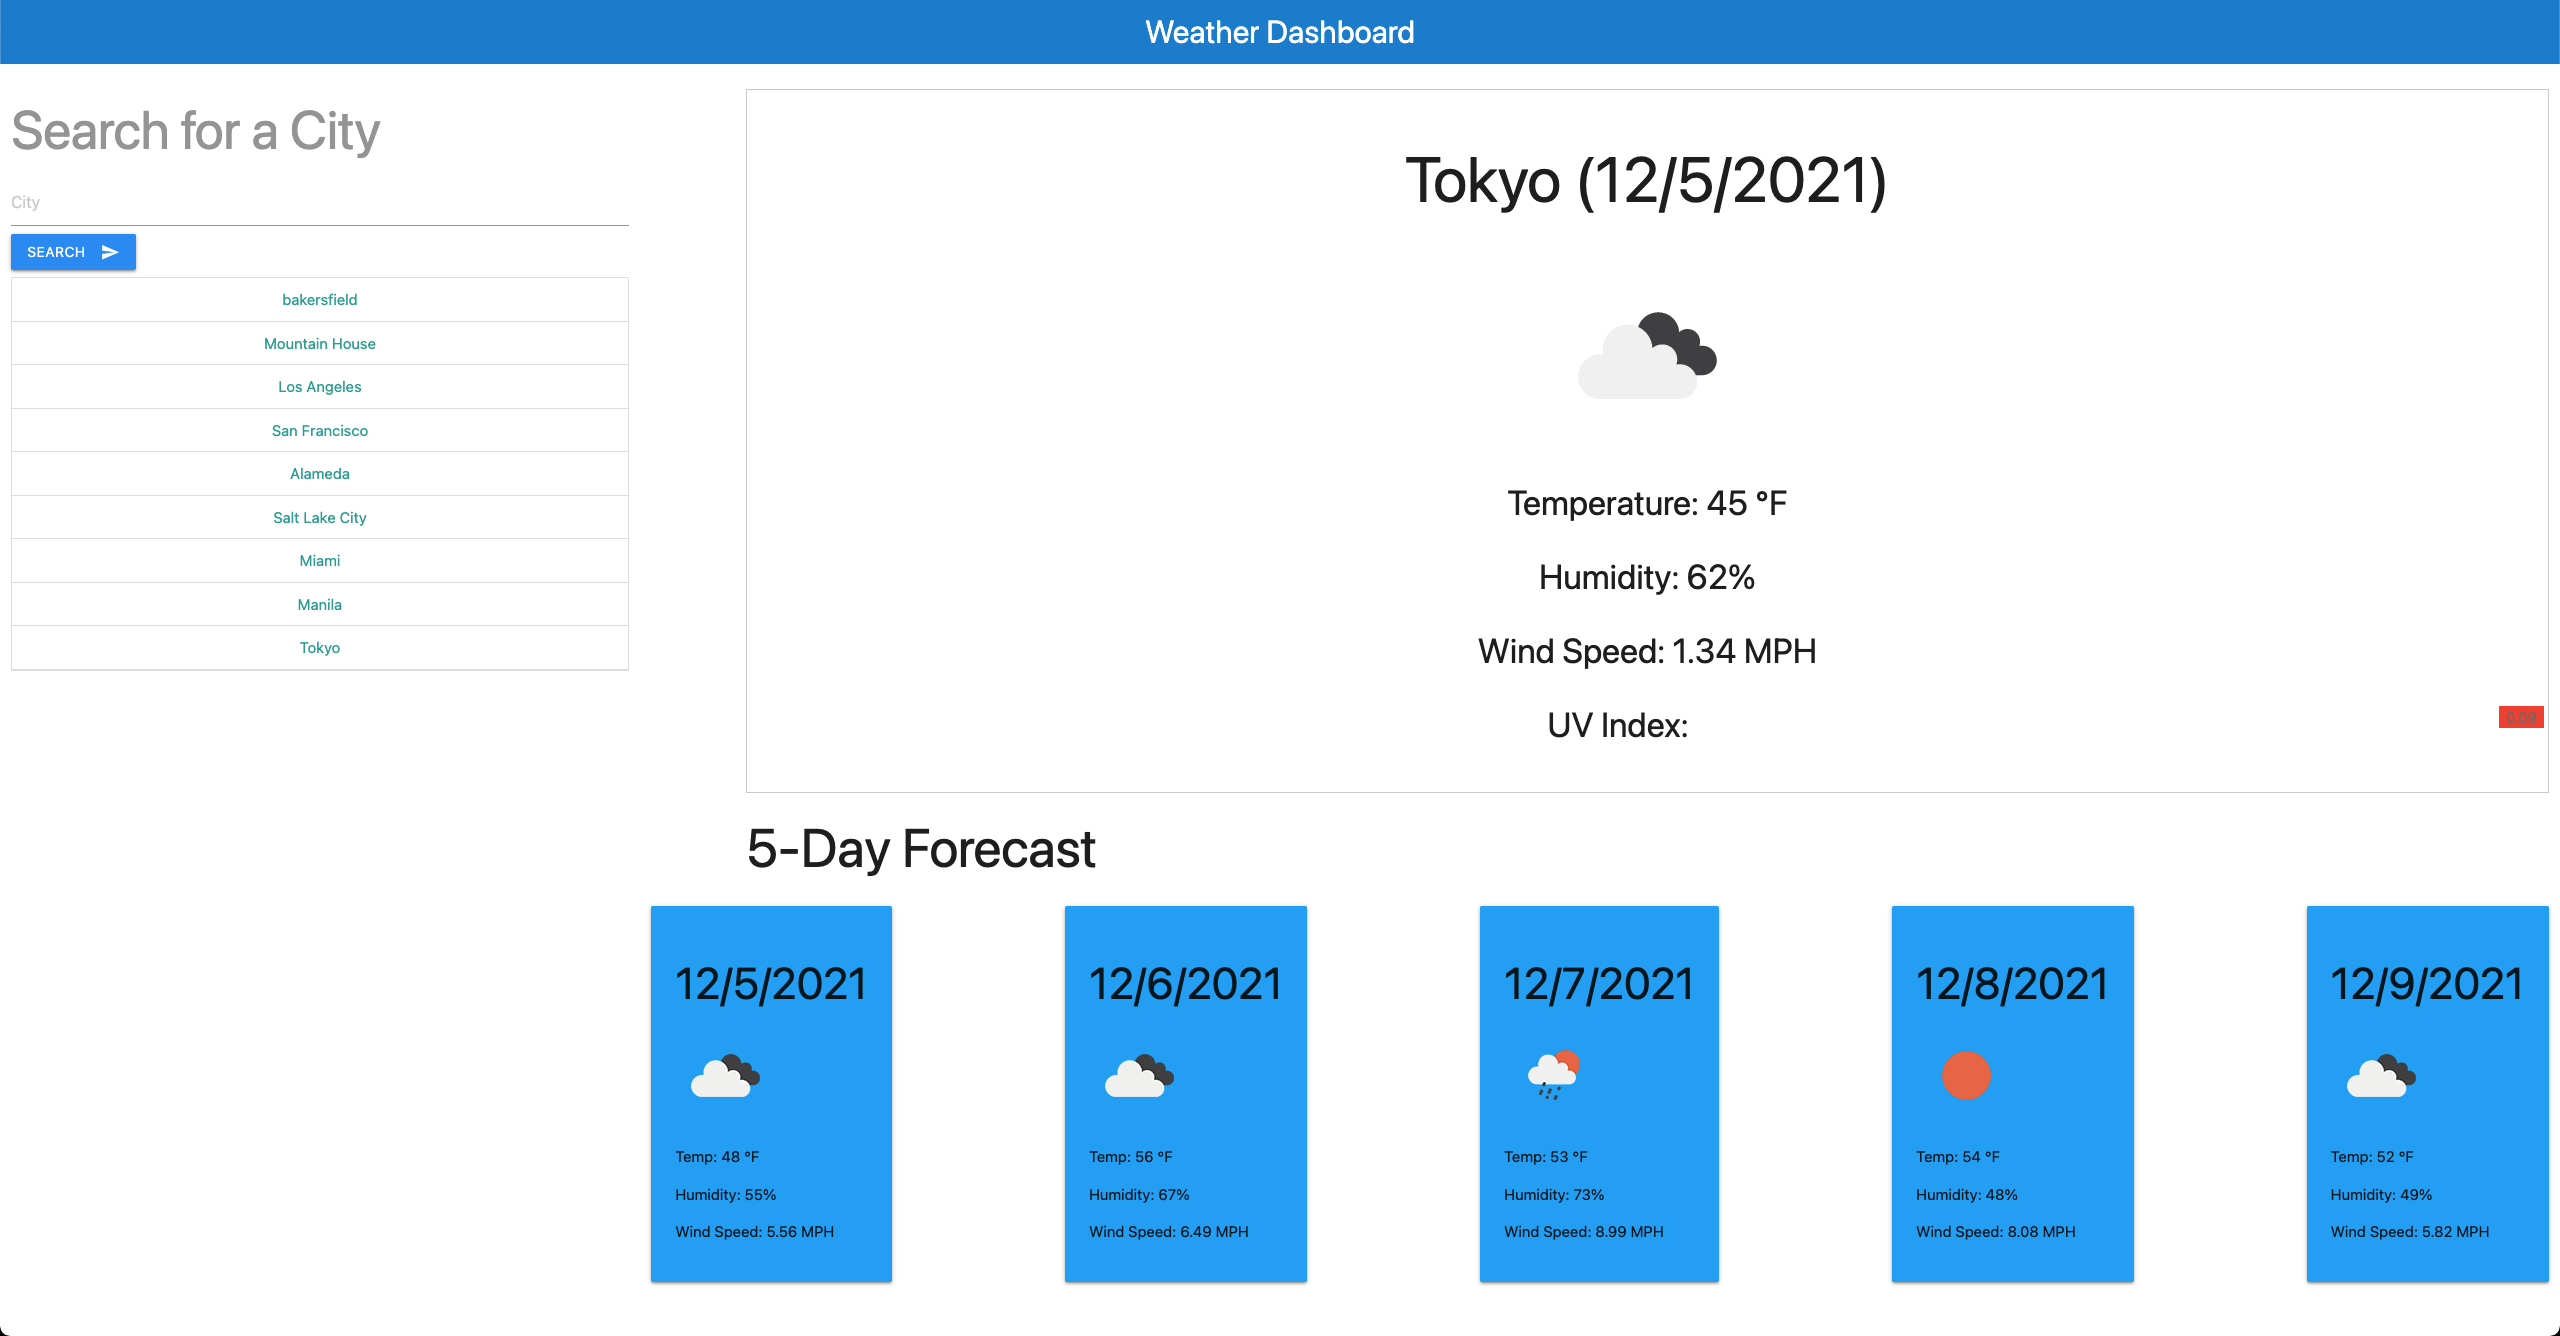 Weather Dashboard
Search for a City
City
SEARCH
bakersfield
Mountain House
Los Angeles
San Francisco
Alameda
Salt Lake City
Miami
Manila
Tokyo
Tokyo (12/5/2021)
Temperature: 45 °F
Humidity: 62%
Wind Speed: 1.34 MPH
UV Index:
0.09
5-Day Forecast
12/5/2021
Temp: 48 °F
Humidity: 55%
Wind Speed: 5.56 MPH
12/6/2021
Temp: 56 °F
Humidity: 67%
Wind Speed: 6.49 MPH
12/7/2021
Temp: 53 °F
Humidity: 73%
Wind Speed: 8.99 MPH
12/8/2021
Temp: 54 °F
Humidity: 48%
Wind Speed: 8.08 MPH
12/9/2021
Temp: 52 °F
Humidity: 49%
Wind Speed: 5.82 MPH